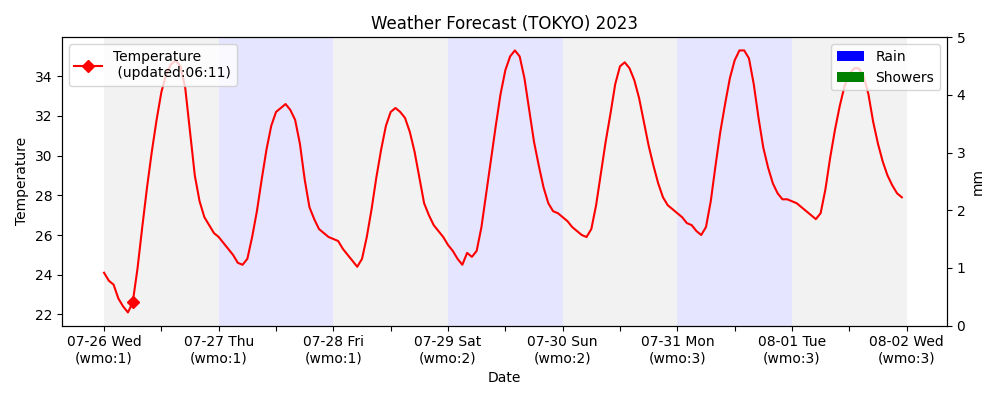 Weather Forecast (TOKYO) 2023
Temperature
(updated:06:11)
Rain
Showers
Temperature
34
32
30
28
26
24
22
5
4
3
2
1
0
mm
07-26 Wed
(wmo:1)
07-27 Thu
(wmo:1)
07-28 Fri
(wmo:1)
07-29 Sat
(wmo:2)
07-30 Sun
(wmo:2)
07-31 Mon
(wmo:3)
08-01 Tue
(wmo:3)
08-02 Wed
(wmo:3)
Date